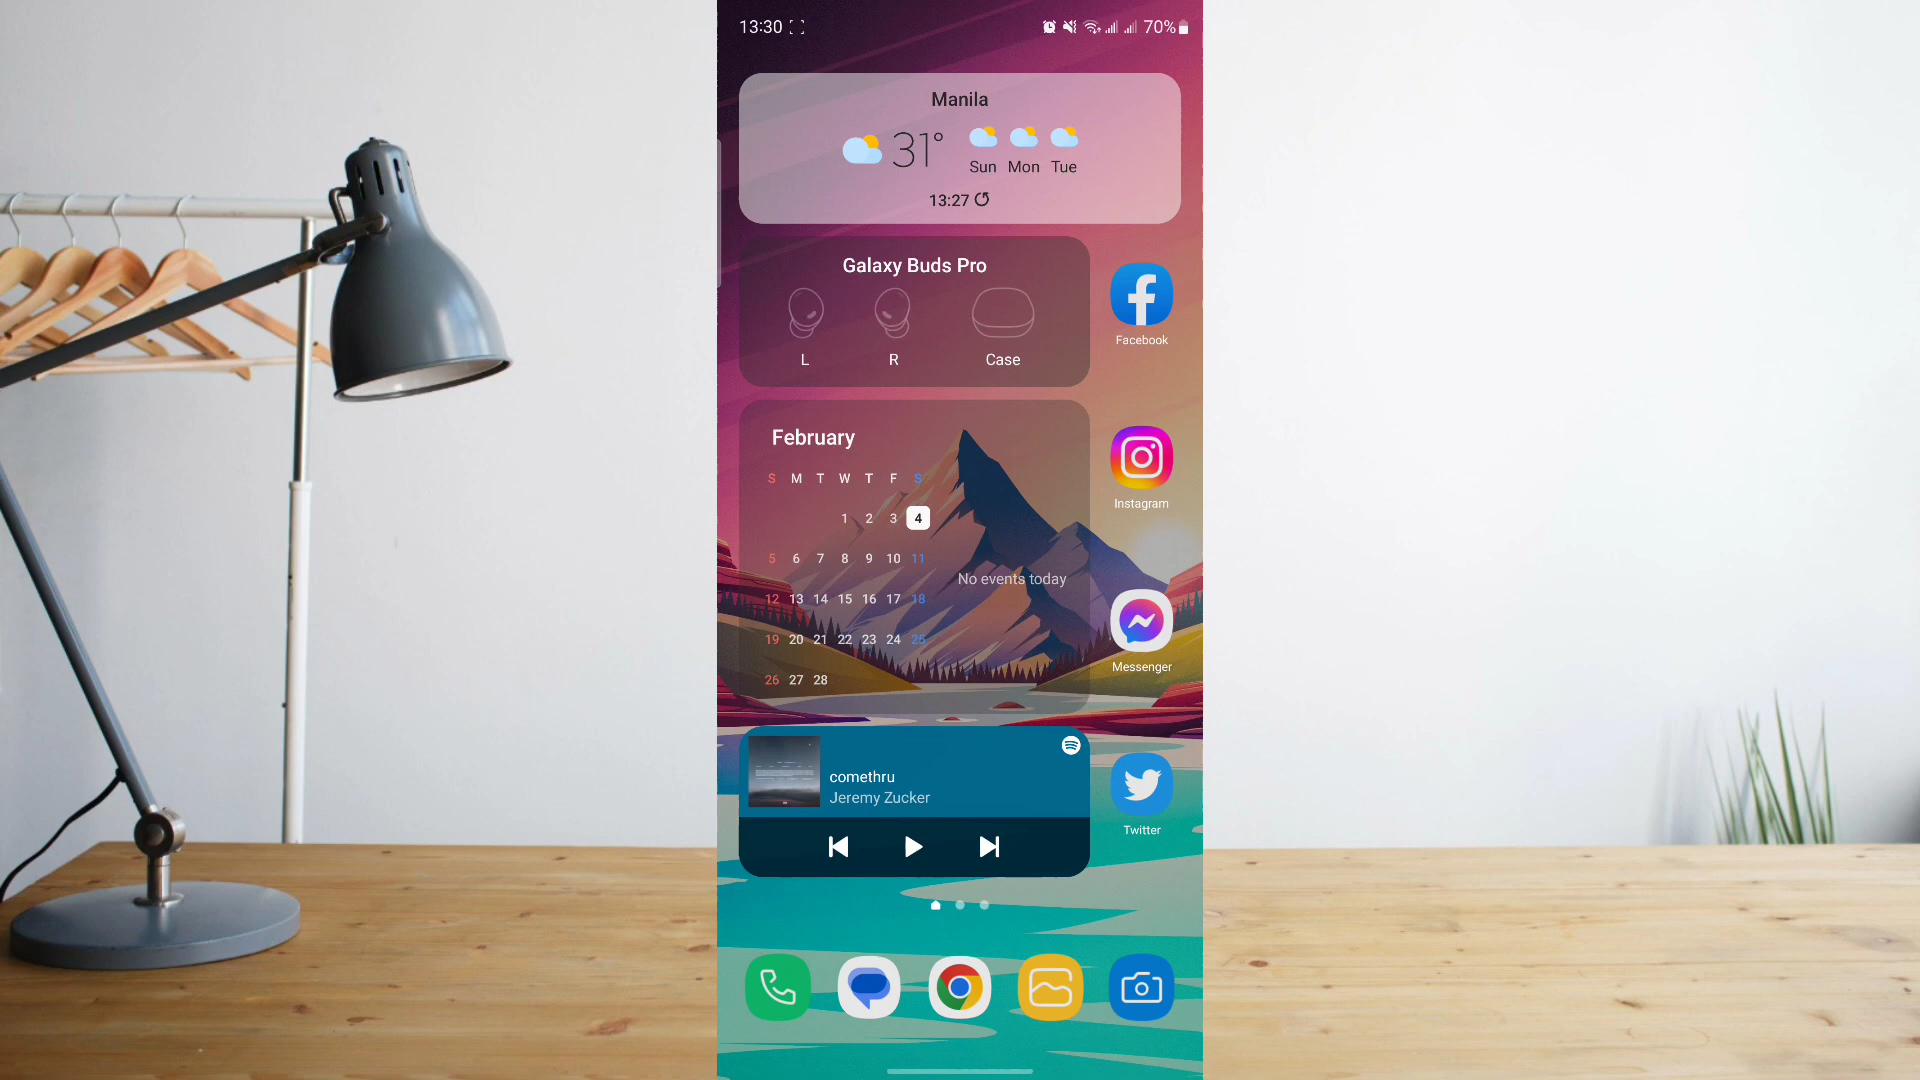 13:30 70%
Manila
31°
Sun Mon Tue
13:27
Galaxy Buds Pro
L R Case
Facebook
February
S M T W T F S
1 2 3 4
5 6 7 8 9 10 11
12 13 14 15 16 17 18
19 20 21 22 23 24 25
26 27 28
No events today
Instagram
Messenger
comethru
Jeremy Zucker
Twitter